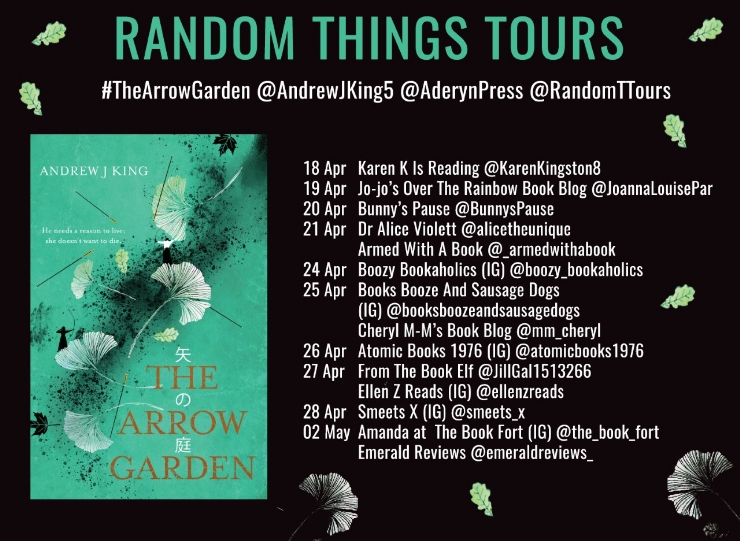 RANDOM THINGS TOURS
#TheArrowGarden @AndrewJKing5 @AderynPress @RandomTTours
ANDREW J KING
He needs a reason to live:
she doesn't want to die.
矢
THE
の
ARROW
庭
GARDEN
18 Apr Karen K Is Reading @KarenKingston8
19 Apr Jo-jo's Over The Rainbow Book Blog @JoannaLouisePar
20 Apr Bunny's Pause @BunnysPause
21 Apr Dr Alice Violett @alicetheunique
Armed With A Book @_armedwithabook
24 Apr Boozy Bookaholics (IG) @boozy_bookaholics
25 Apr Books Booze And Sausage Dogs
(IG) @booksboozeandsausagedogs
Cheryl M-M's Book Blog @mm_cheryl
26 Apr Atomic Books 1976 (IG) @atomicbooks1976
27 Apr From The Book Elf @JillGal1513266
Ellen Z Reads (IG) @ellenzreads
28 Apr Smeets X (IG) @smeets_x
02 May Amanda at The Book Fort (IG) @the_book_fort
Emerald Reviews @emeraldreviews_